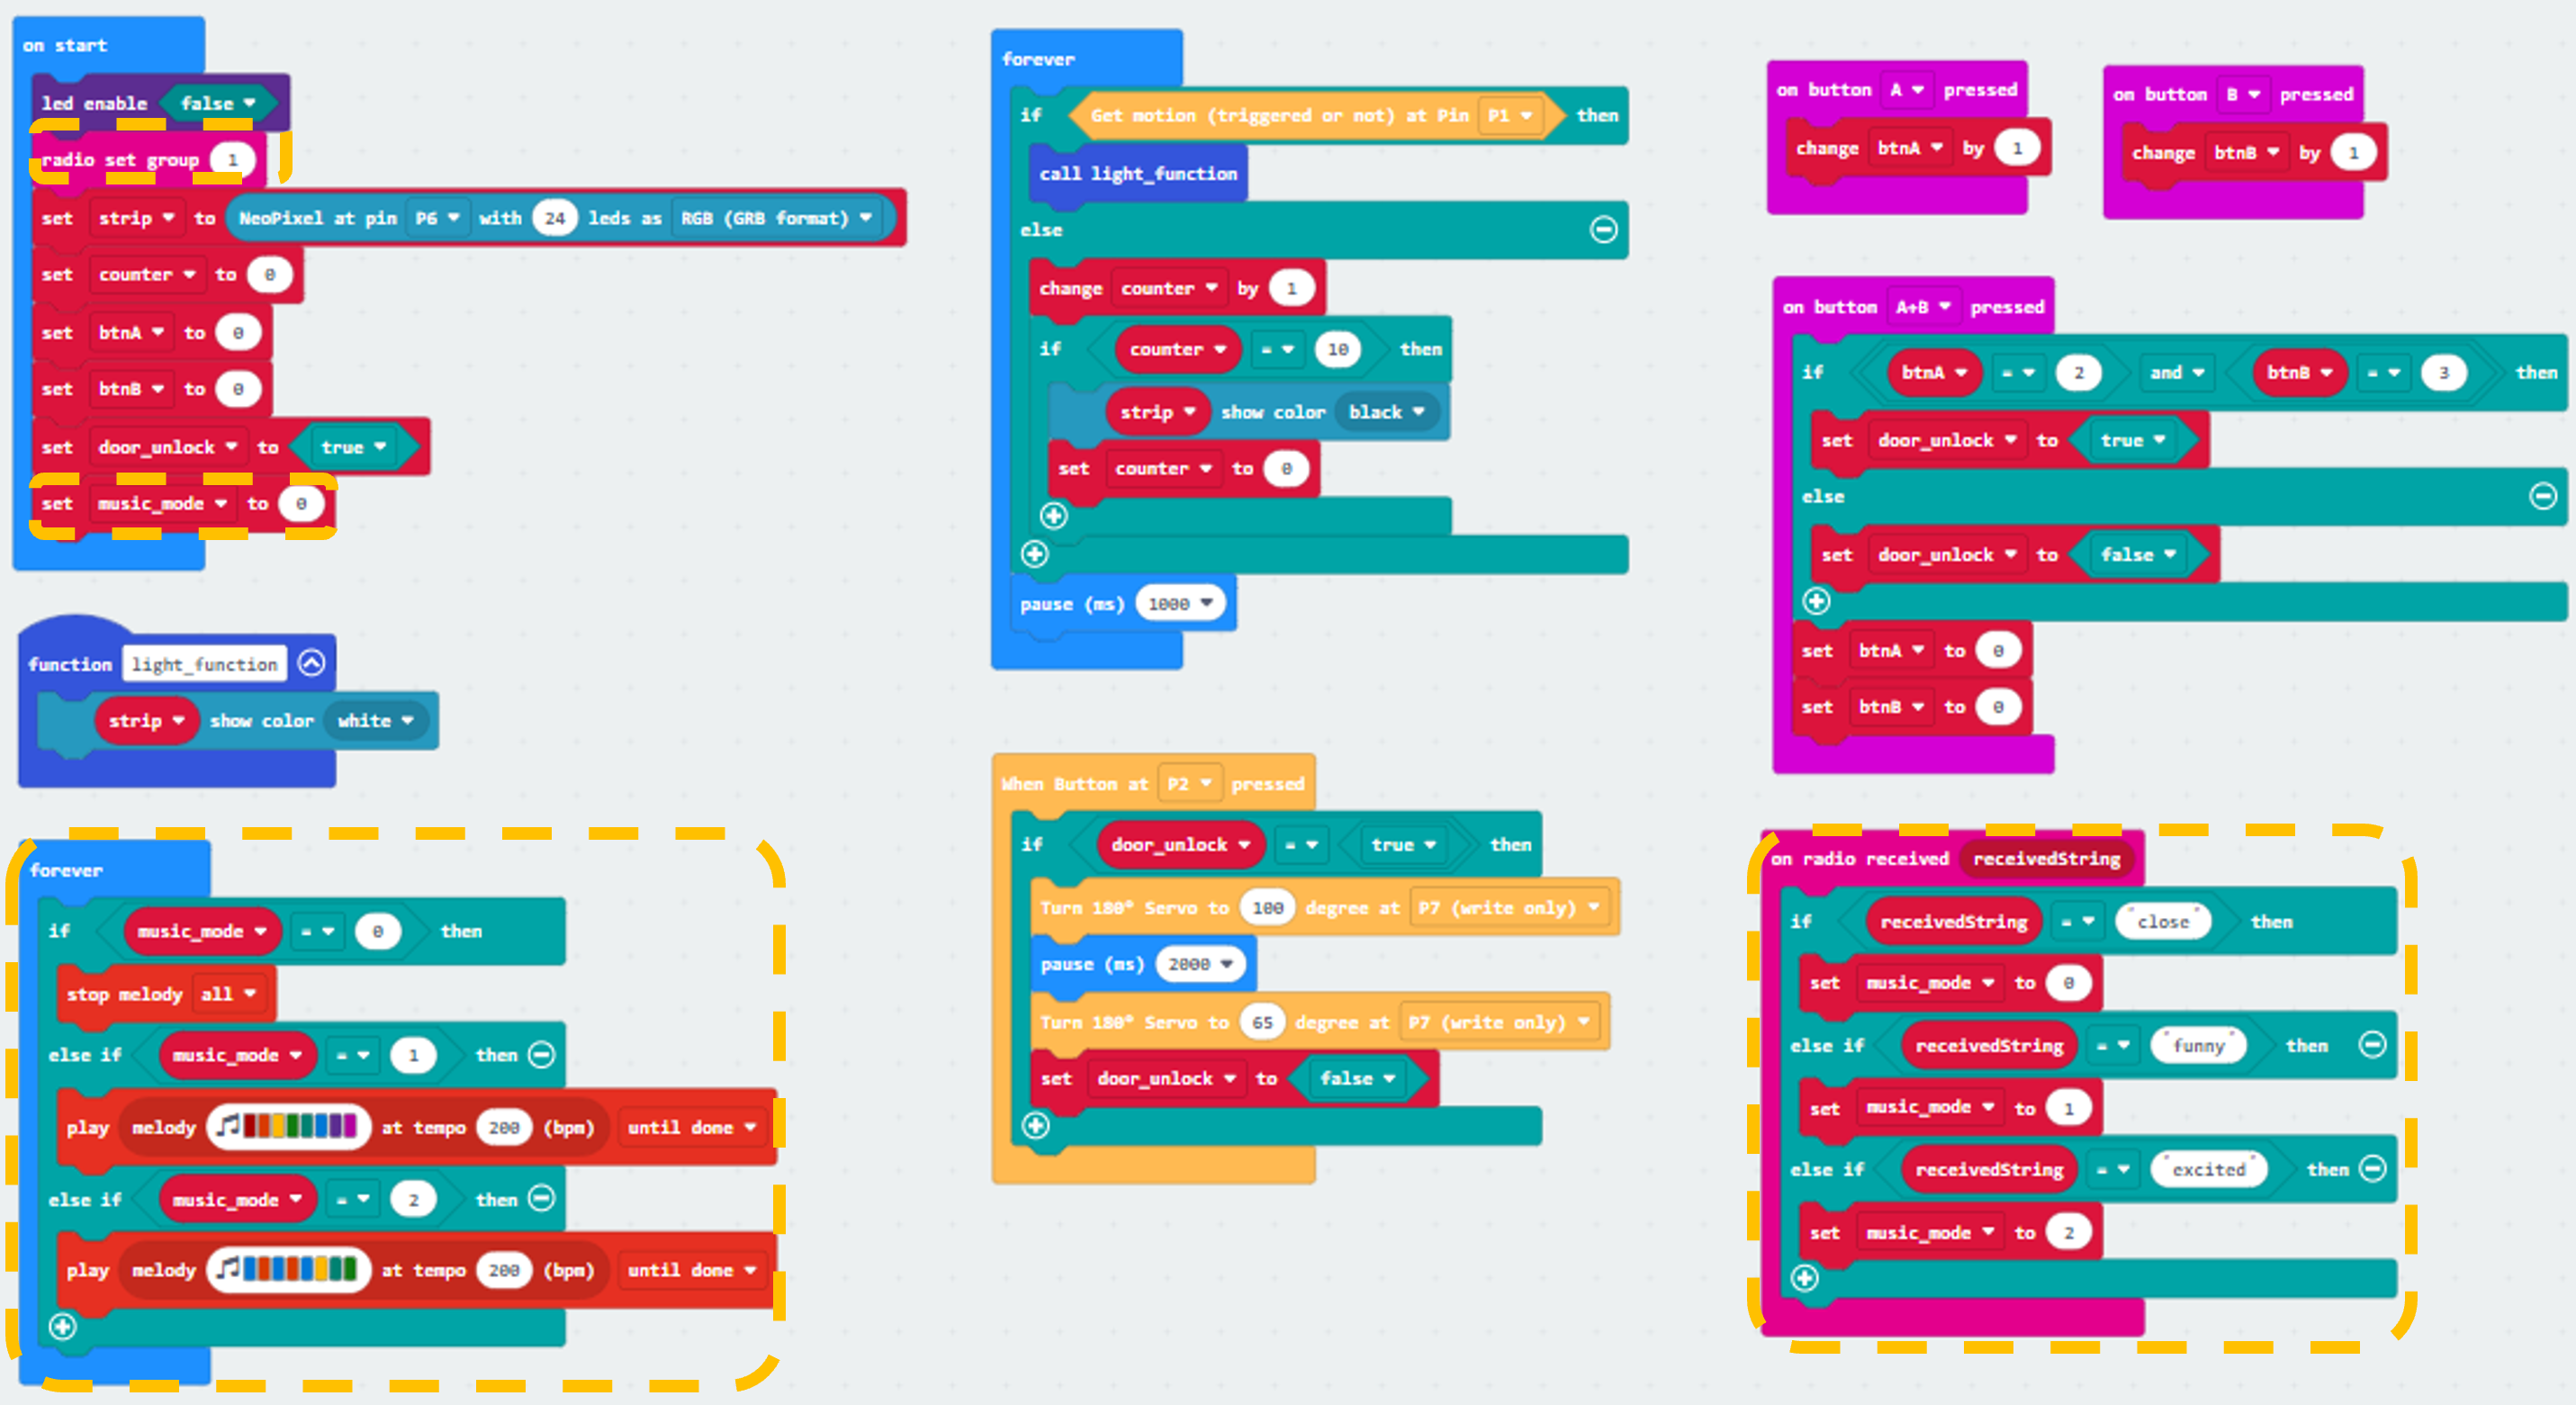 on start
led enable false
radio set group 1
set strip to NeoPixel at pin P6 with 24 leds as RGB (GRB format)
set counter to 0
set btnA to 0
set btnB to 0
set door_unlock to true
set music_mode to 0
function light_function
strip show color white
forever
if music_mode = 0 then
stop melody all
else if music_mode = 1 then
play melody at tempo 200 (bpm) until done
else if music_mode = 2 then
play melody at tempo 200 (bpm) until done
forever
if Get motion (triggered or not) at Pin P1 then
call light_function
else
change counter by 1
if counter = 10 then
strip show color black
set counter to 0
pause (ms) 1000
When Button at P2 pressed
if door_unlock = true then
Turn 180° Servo to 100 degree at P7 (write only)
pause (ms) 2000
Turn 180° Servo to 65 degree at P7 (write only)
set door_unlock to false
on button A pressed
change btnA by 1
on button B pressed
change btnB by 1
on button A+B pressed
if btnA = 2 and btnB = 3 then
set door_unlock to true
else
set door_unlock to false
set btnA to 0
set btnB to 0
on radio received receivedString
if receivedString = "close" then
set music_mode to 0
else if receivedString = "funny" then
set music_mode to 1
else if receivedString = "excited" then
set music_mode to 2